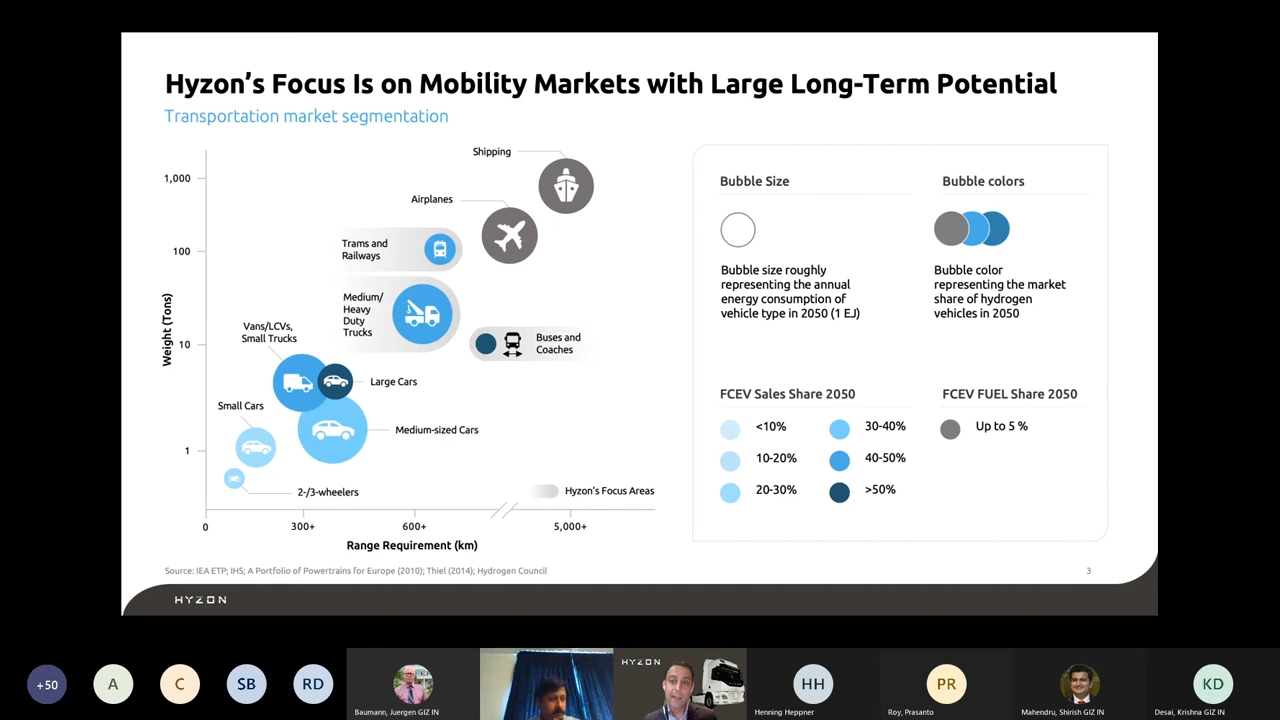 Hyzon's Focus Is on Mobility Markets with Large Long-Term Potential
Transportation market segmentation
Weight (Tons)
1,000
100
10
1
0
300+
600+
5,000+
Range Requirement (km)
Shipping
Airplanes
Trams and
Railways
Medium/
Heavy
Duty
Trucks
Buses and
Coaches
Vans/LCVs,
Small Trucks
Large Cars
Small Cars
Medium-sized Cars
2-/3-wheelers
Hyzon's Focus Areas
Bubble Size
Bubble size roughly
representing the annual
energy consumption of
vehicle type in 2050 (1 EJ)
Bubble colors
Bubble color
representing the market
share of hydrogen
vehicles in 2050
FCEV Sales Share 2050
<10%
10-20%
20-30%
30-40%
40-50%
>50%
FCEV FUEL Share 2050
Up to 5 %
Source: IEA ETP; IHS; A Portfolio of Powertrains for Europe (2010); Thiel (2014); Hydrogen Council
3
HYZON
+50
A
C
SB
RD
Baumann, Juergen GIZ IN
HYZON
HH
Henning Heppner
PR
Roy, Prasanto
Mahendru, Shirish GIZ IN
KD
Desai, Krishna GIZ IN